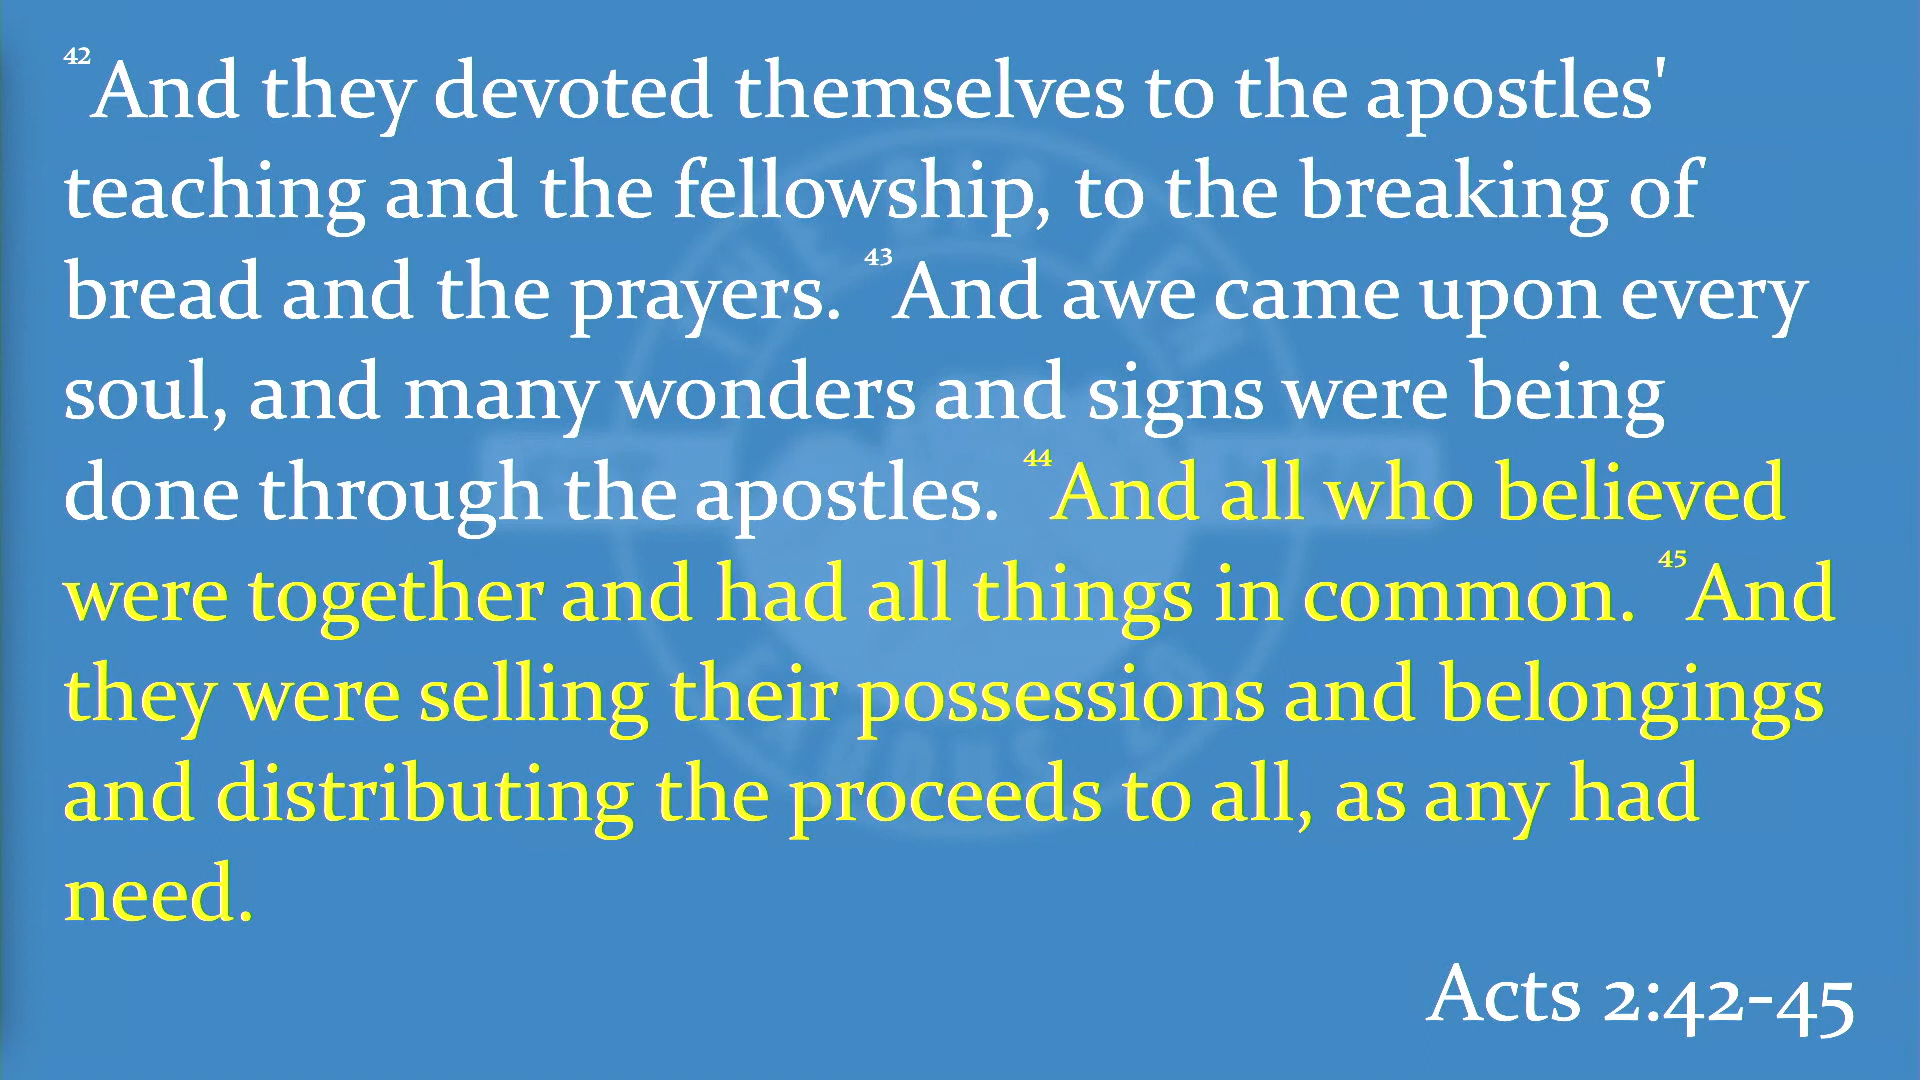 42And they devoted themselves to the apostles'
teaching and the fellowship, to the breaking of
bread and the prayers. 43And awe came upon every
soul, and many wonders and signs were being
done through the apostles. 44And all who believed
were together and had all things in common. 45And
they were selling their possessions and belongings
and distributing the proceeds to all, as any had
need.
Acts 2:42-45